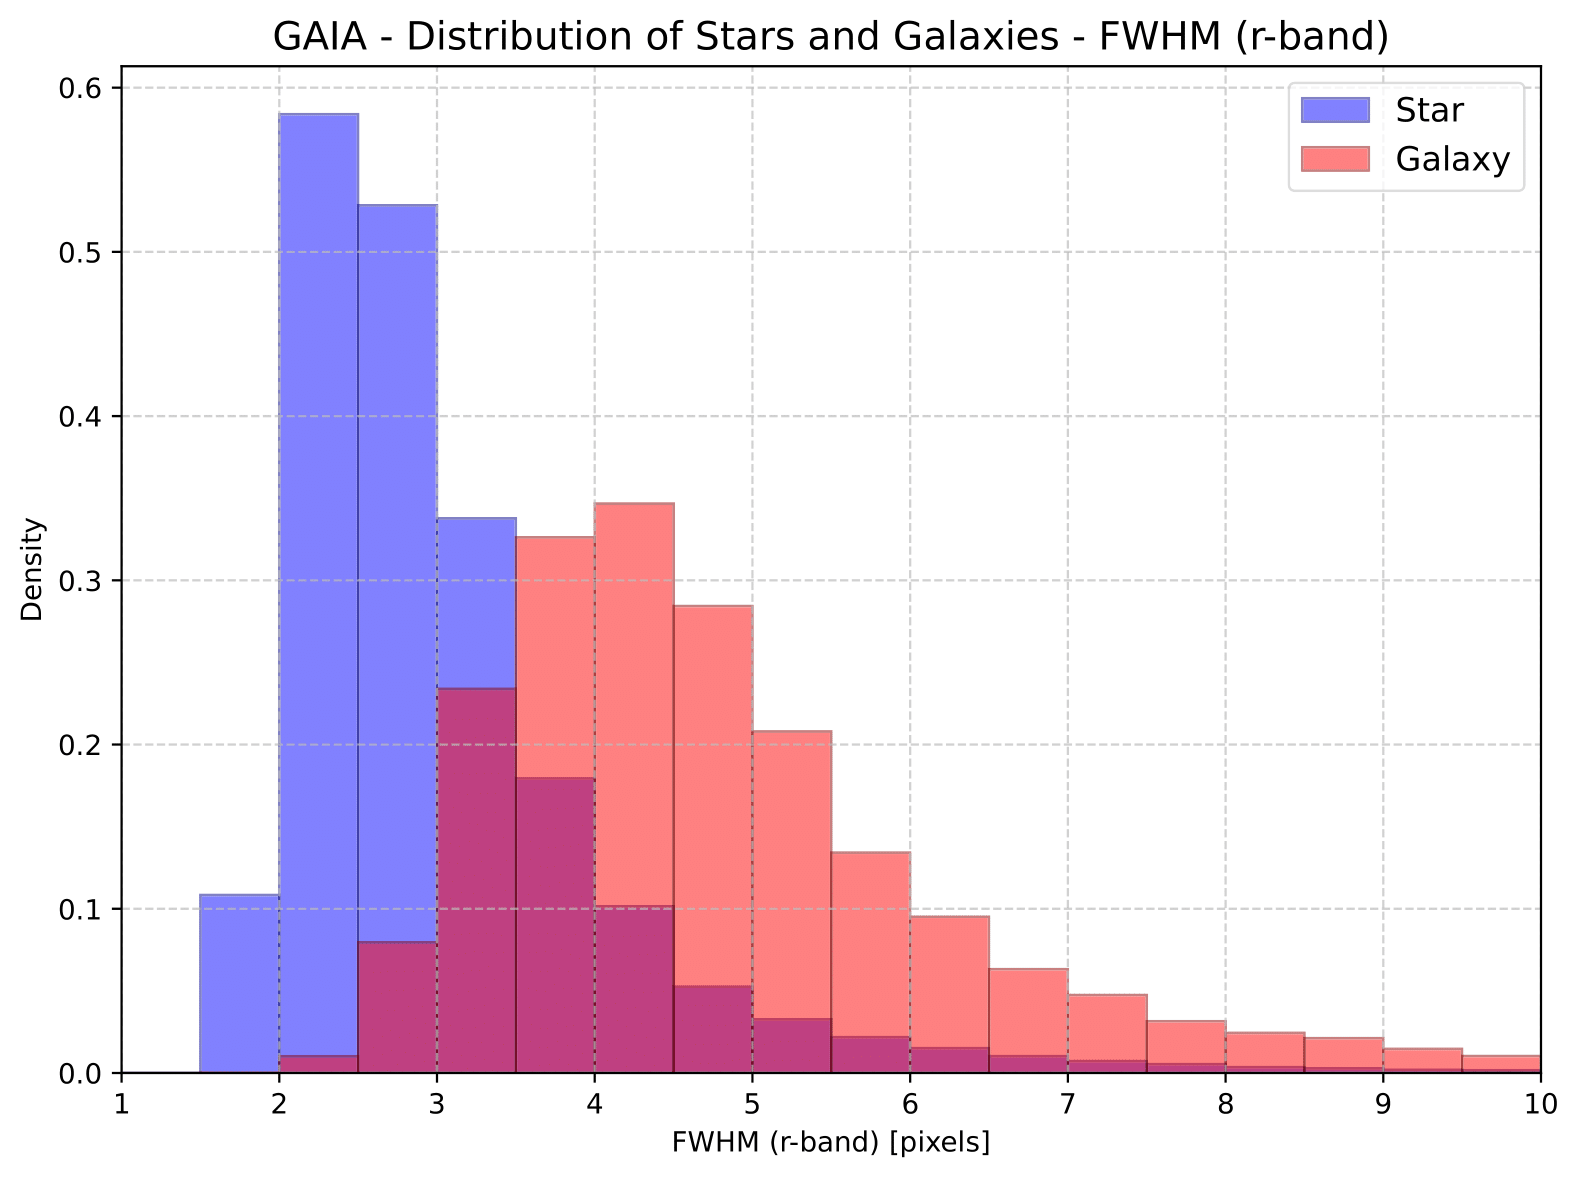 GAIA - Distribution of Stars and Galaxies - FWHM (r-band)
Star
Galaxy
Density
0.6
0.5
0.4
0.3
0.2
0.1
0.0
1 2 3 4 5 6 7 8 9 10
FWHM (r-band) [pixels]